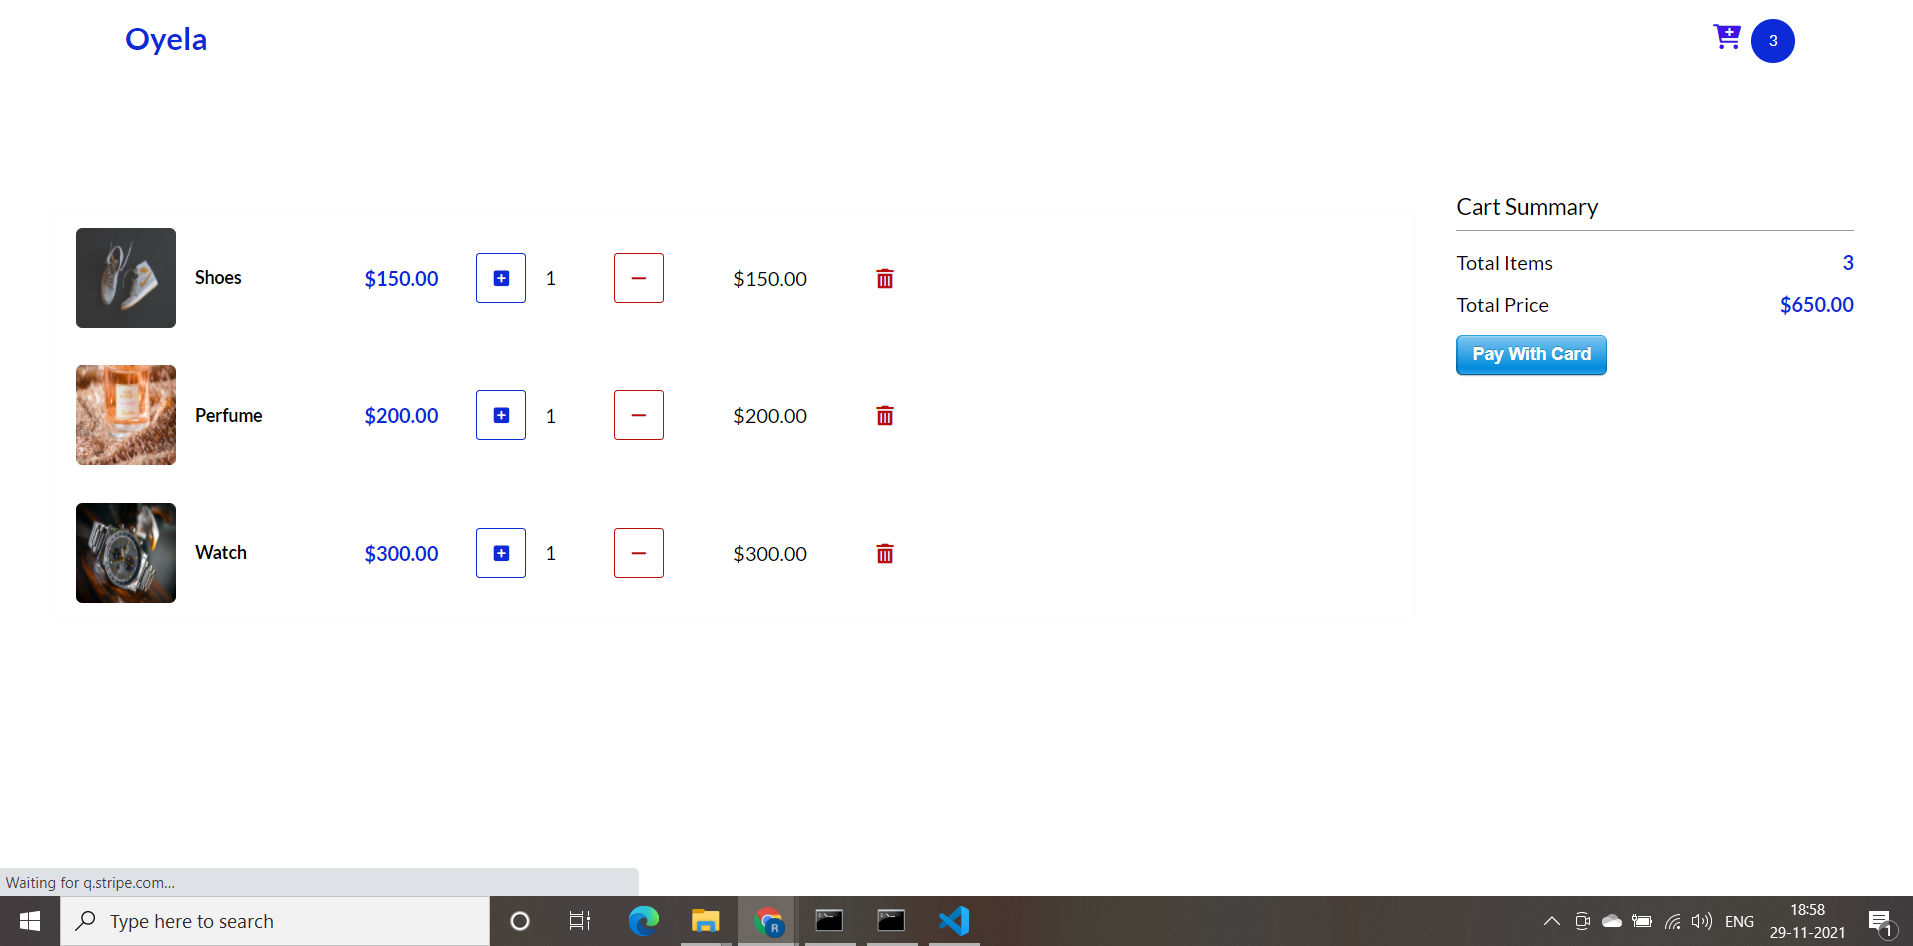 Oyela
3
Shoes $150.00 1 $150.00
Perfume $200.00 1 $200.00
Watch $300.00 1 $300.00
Cart Summary
Total Items 3
Total Price $650.00
Pay With Card
Waiting for q.stripe.com...
Type here to search
R
ENG
18:58
29-11-2021
1